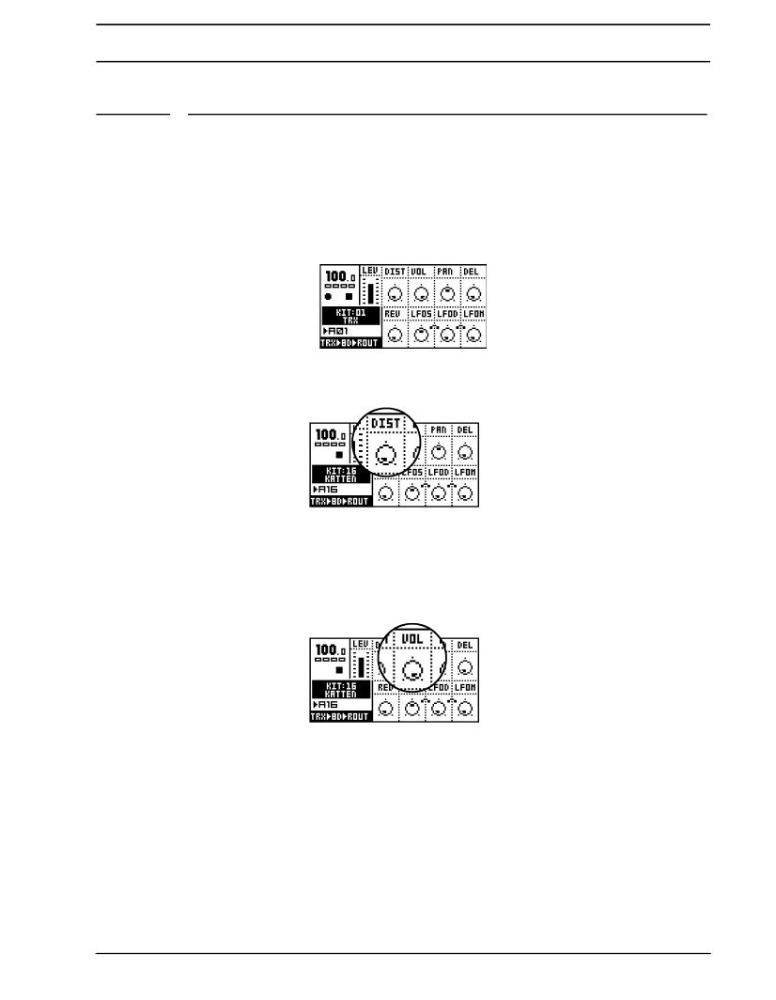 100.0 LEV DIST VOL PAN DEL
KIT:01
TRX
REV LFOS LFOD LFOM
A01
TRX▶BD▶ROUT
100.0 DIST PAN DEL
KIT:16
KATTEN
LFOS LFOD LFOM
A16
TRX▶BD▶ROUT
100.0 LEV VOL DEL
KIT:16
KATTEN
REV LFOD LFOM
A16
TRX▶BD▶ROUT